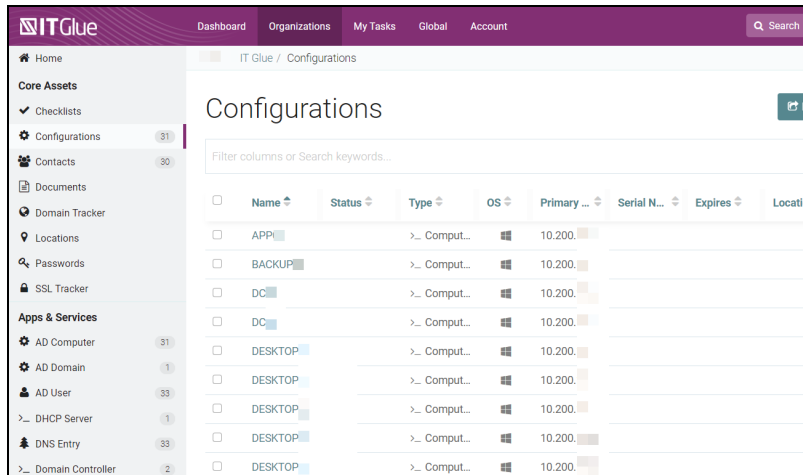 ITGlue Dashboard Organizations My Tasks Global Account Search
Home
Core Assets
Checklists
Configurations 31
Contacts 30
Documents
Domain Tracker
Locations
Passwords
SSL Tracker
Apps & Services
AD Computer 31
AD Domain 1
AD User 33
DHCP Server 1
DNS Entry 33
Domain Controller 2
IT Glue / Configurations
Configurations
Filter columns or Search keywords...
Name Status Type OS Primary ... Serial N... Expires Locati
APP >_ Comput... 10.200.
BACKUP >_ Comput... 10.200.
DC >_ Comput... 10.200.
DC >_ Comput... 10.200.
DESKTOP >_ Comput... 10.200.
DESKTOP >_ Comput... 10.200.
DESKTOP >_ Comput... 10.200.
DESKTOP >_ Comput... 10.200.
DESKTOP >_ Comput... 10.200.